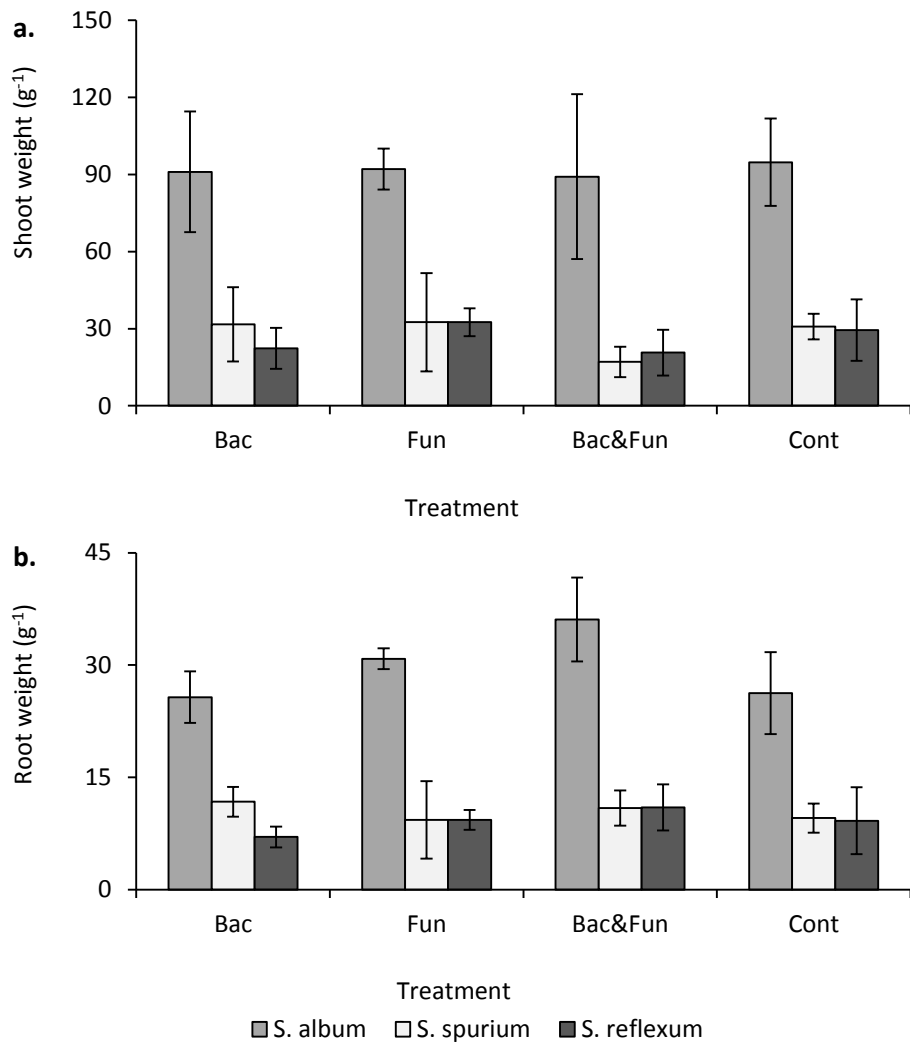 a.
Shoot weight (g⁻¹)
150
120
90
60
30
0
Bac Fun Bac&Fun Cont
Treatment
b.
Root weight (g⁻¹)
45
30
15
0
Bac Fun Bac&Fun Cont
Treatment
S. album S. spurium S. reflexum